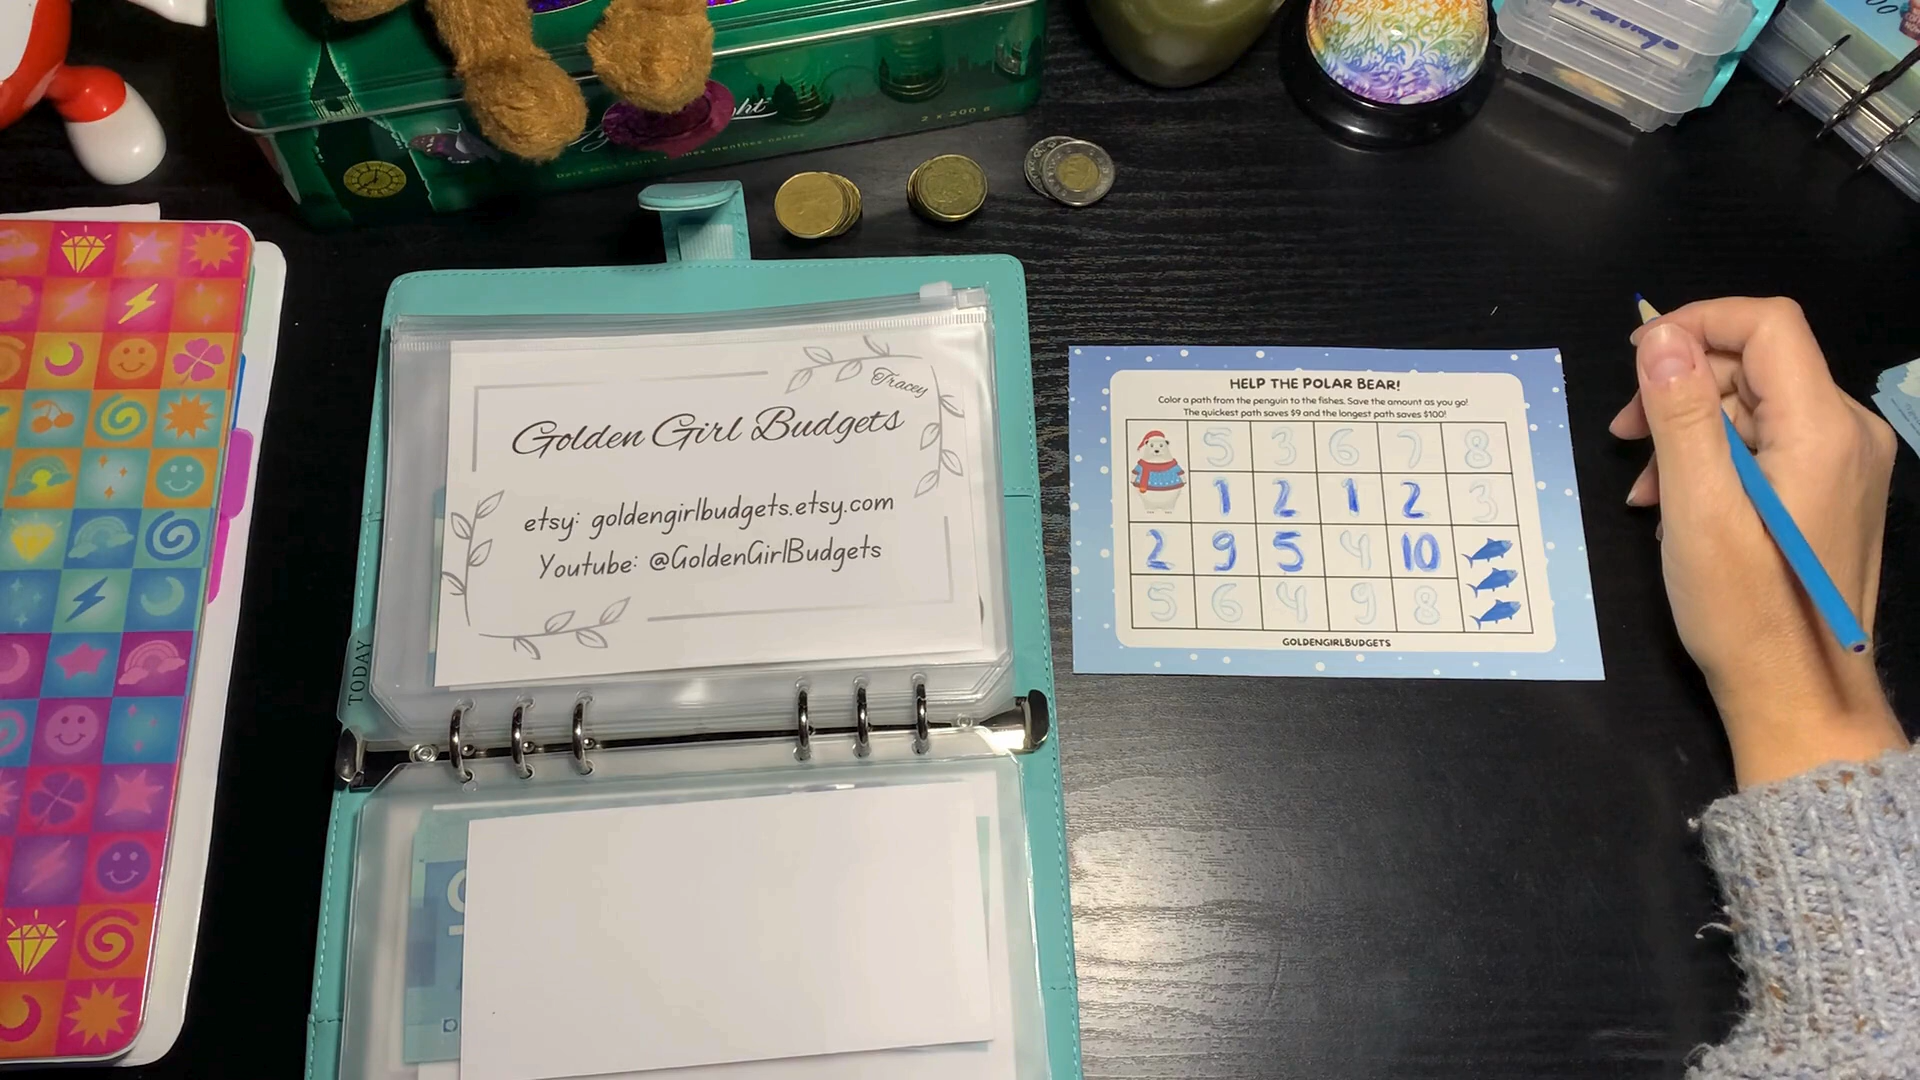 2 x 200 g
Tracey
Golden Girl Budgets
etsy: goldengirlbudgets.etsy.com
Youtube: @GoldenGirlBudgets
TODAY
HELP THE POLAR BEAR!
Color a path from the penguin to the fishes. Save the amount as you go!
The quickest path saves $9 and the longest path saves $100!
5 3 6 7 8
1 2 1 2 3
2 9 5 4 10
5 6 4 9 8
GOLDENGIRLBUDGETS